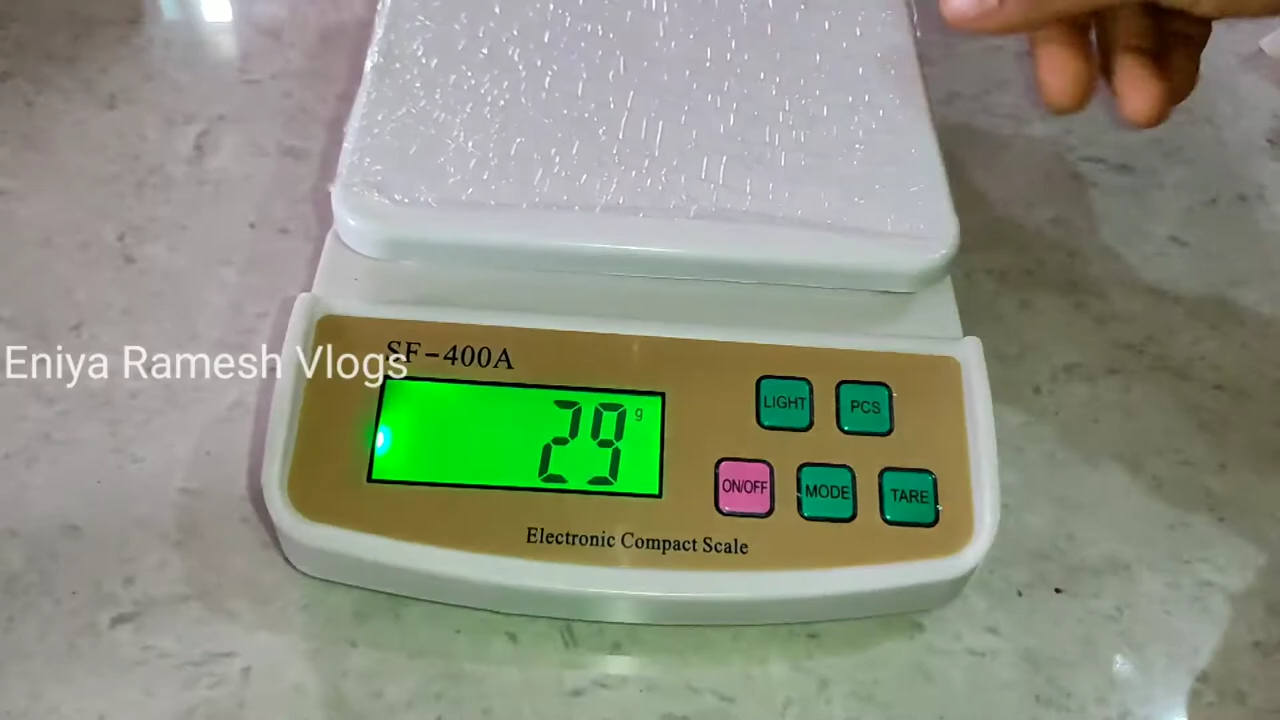 Eniya Ramesh Vlogs
SF-400A
29 g
LIGHT
PCS
ON/OFF
MODE
TARE
Electronic Compact Scale